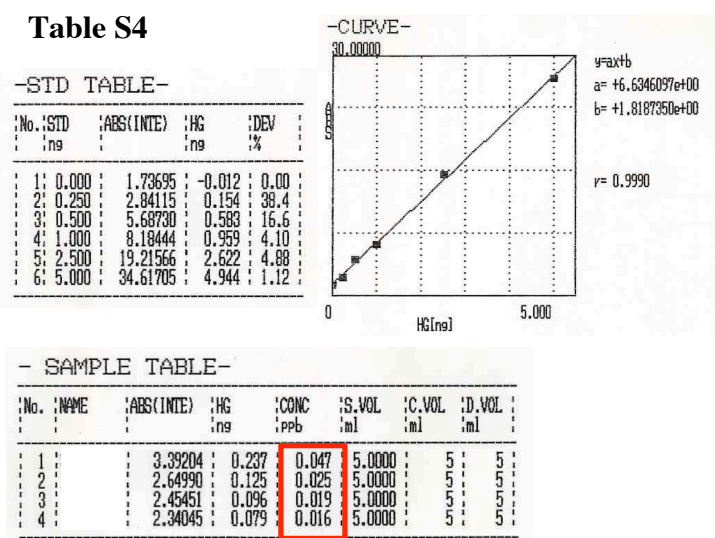 Table S4
-STD TABLE-
No. STD ABS(INTE) HG DEV
ng ng %
1 0.000 1.73695 -0.012 0.00
2 0.250 2.84115 0.154 38.4
3 0.500 5.68730 0.583 16.6
4 1.000 8.18444 0.959 4.10
5 2.500 19.21566 2.622 4.88
6 5.000 34.61705 4.944 1.12
-CURVE-
30.00000
ABS
y=ax+b
a= +6.6346097e+00
b= +1.8187350e+00
r= 0.9990
0 5.000
HG[ng]
- SAMPLE TABLE-
No. NAME ABS(INTE) HG CONC S.VOL C.VOL D.VOL
ng ppb ml ml ml
1 3.39204 0.237 0.047 5.0000 5 5
2 2.64990 0.125 0.025 5.0000 5 5
3 2.45451 0.096 0.019 5.0000 5 5
4 2.34045 0.079 0.016 5.0000 5 5